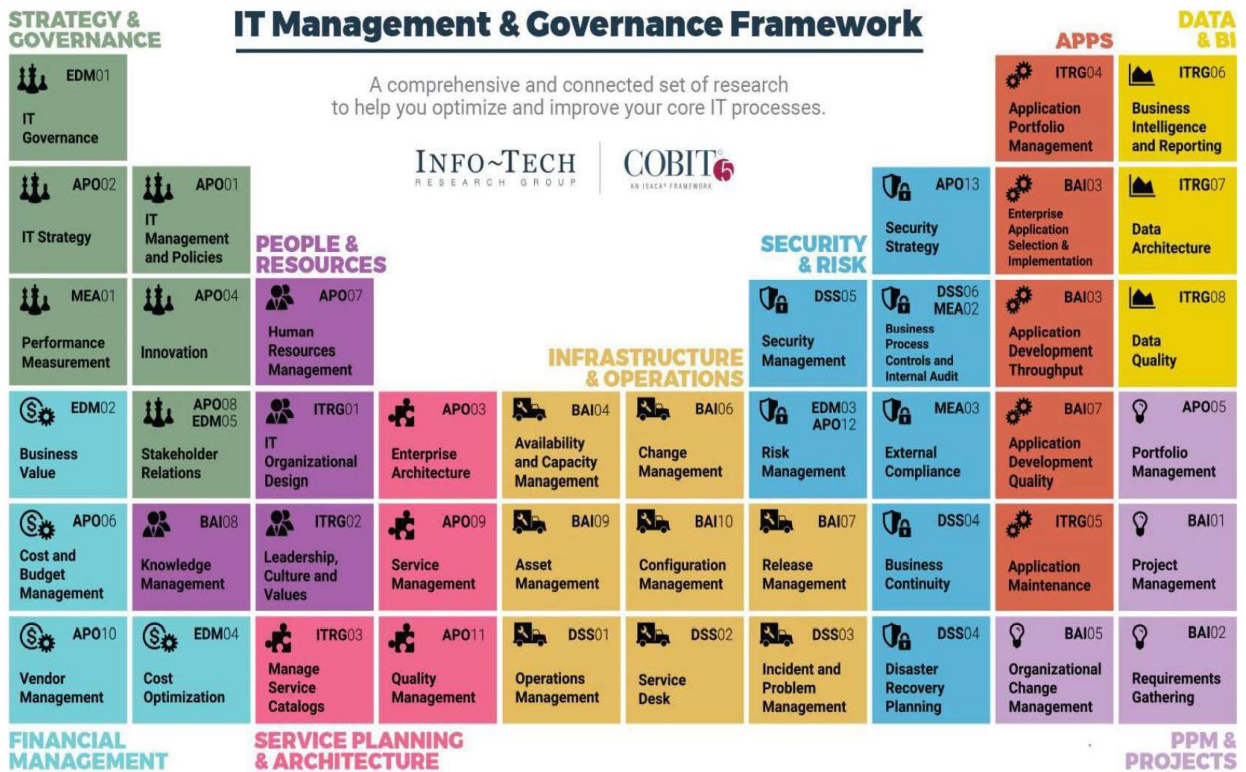 STRATEGY &
GOVERNANCE
IT Management & Governance Framework
A comprehensive and connected set of research
to help you optimize and improve your core IT processes.
INFO~TECH
RESEARCH GROUP
COBIT 5
AN ISACA® FRAMEWORK
APPS
DATA
& BI
EDM01
IT
Governance
ITRG04
Application
Portfolio
Management
ITRG06
Business
Intelligence
and Reporting
APO02
IT Strategy
APO01
IT
Management
and Policies
PEOPLE &
RESOURCES
SECURITY
& RISK
APO13
Security
Strategy
BAI03
Enterprise
Application
Selection &
Implementation
ITRG07
Data
Architecture
MEA01
Performance
Measurement
APO04
Innovation
APO07
Human
Resources
Management
INFRASTRUCTURE
& OPERATIONS
DSS05
Security
Management
DSS06
MEA02
Business
Process
Controls and
Internal Audit
BAI03
Application
Development
Throughput
ITRG08
Data
Quality
EDM02
Business
Value
APO08
EDM05
Stakeholder
Relations
ITRG01
IT
Organizational
Design
APO03
Enterprise
Architecture
BAI04
Availability
and Capacity
Management
BAI06
Change
Management
EDM03
APO12
Risk
Management
MEA03
External
Compliance
BAI07
Application
Development
Quality
APO05
Portfolio
Management
APO06
Cost and
Budget
Management
BAI08
Knowledge
Management
ITRG02
Leadership,
Culture and
Values
APO09
Service
Management
BAI09
Asset
Management
BAI10
Configuration
Management
BAI07
Release
Management
DSS04
Business
Continuity
ITRG05
Application
Maintenance
BAI01
Project
Management
APO10
Vendor
Management
EDM04
Cost
Optimization
ITRG03
Manage
Service
Catalogs
APO11
Quality
Management
DSS01
Operations
Management
DSS02
Service
Desk
DSS03
Incident and
Problem
Management
DSS04
Disaster
Recovery
Planning
BAI05
Organizational
Change
Management
BAI02
Requirements
Gathering
FINANCIAL
MANAGEMENT
SERVICE PLANNING
& ARCHITECTURE
PPM &
PROJECTS